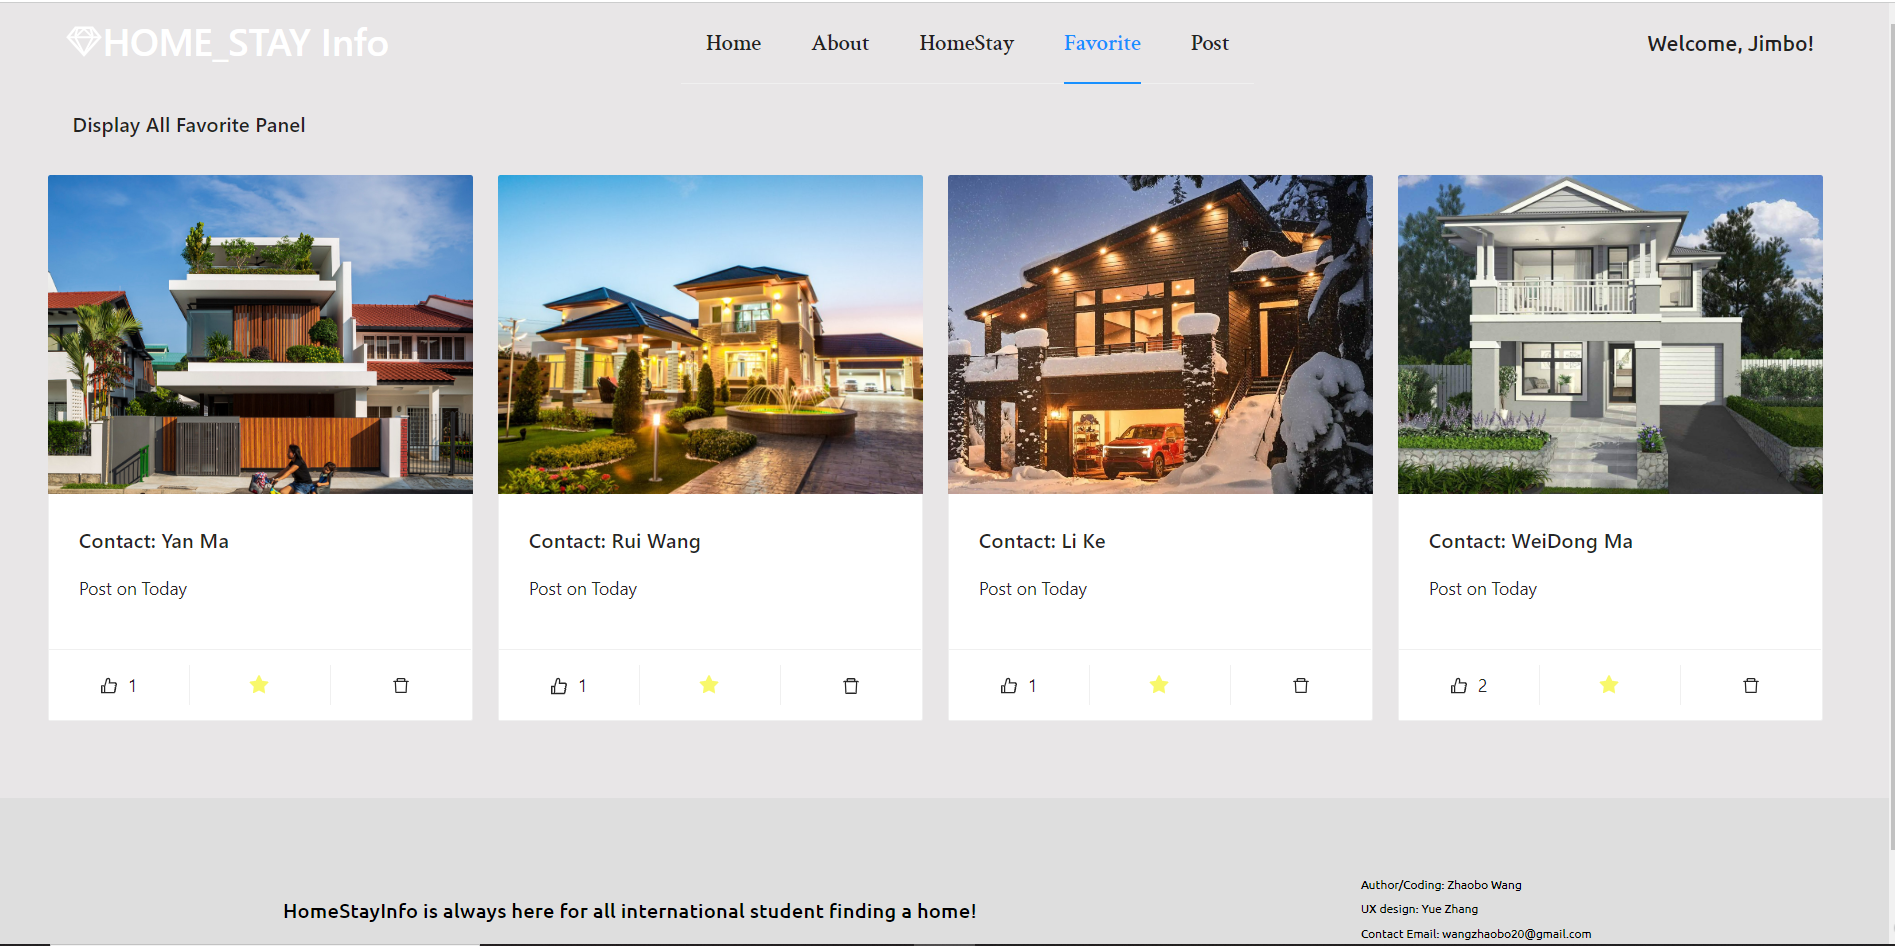 HOME_STAY Info
Home About HomeStay Favorite Post
Welcome, Jimbo!
Display All Favorite Panel
Contact: Yan Ma
Post on Today
1
Contact: Rui Wang
Post on Today
1
Contact: Li Ke
Post on Today
1
Contact: WeiDong Ma
Post on Today
2
HomeStayInfo is always here for all international student finding a home!
Author/Coding: Zhaobo Wang
UX design: Yue Zhang
Contact Email: wangzhaobo20@gmail.com